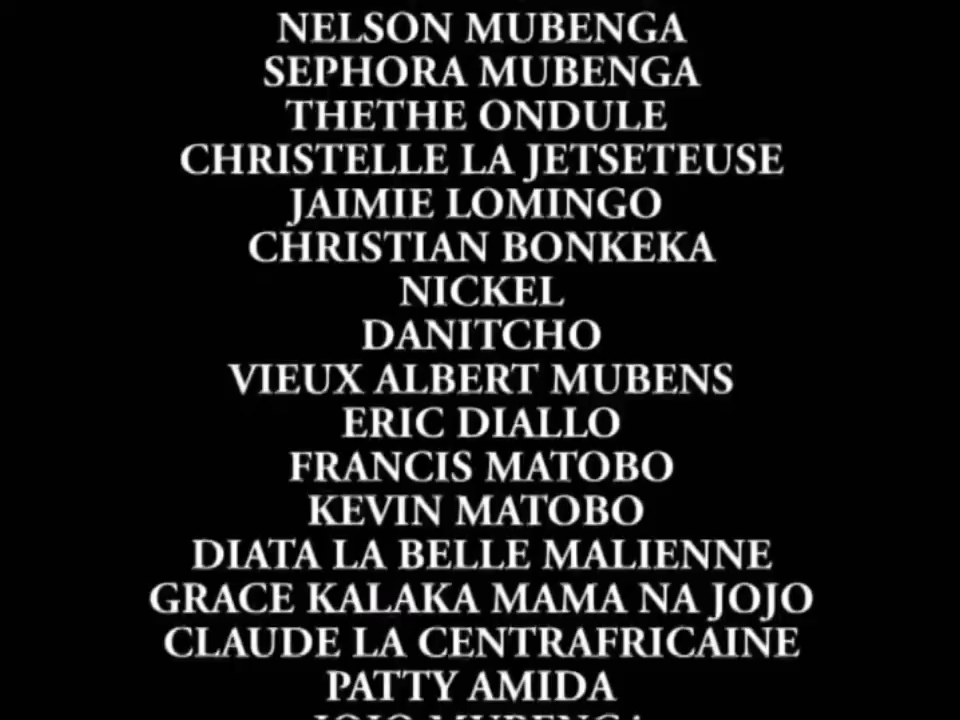 NELSON MUBENGA
SEPHORA MUBENGA
THETHE ONDULE
CHRISTELLE LA JETSETEUSE
JAIMIE LOMINGO
CHRISTIAN BONKEKA
NICKEL
DANITCHO
VIEUX ALBERT MUBENS
ERIC DIALLO
FRANCIS MATOBO
KEVIN MATOBO
DIATA LA BELLE MALIENNE
GRACE KALAKA MAMA NA JOJO
CLAUDE LA CENTRAFRICAINE
PATTY AMIDA